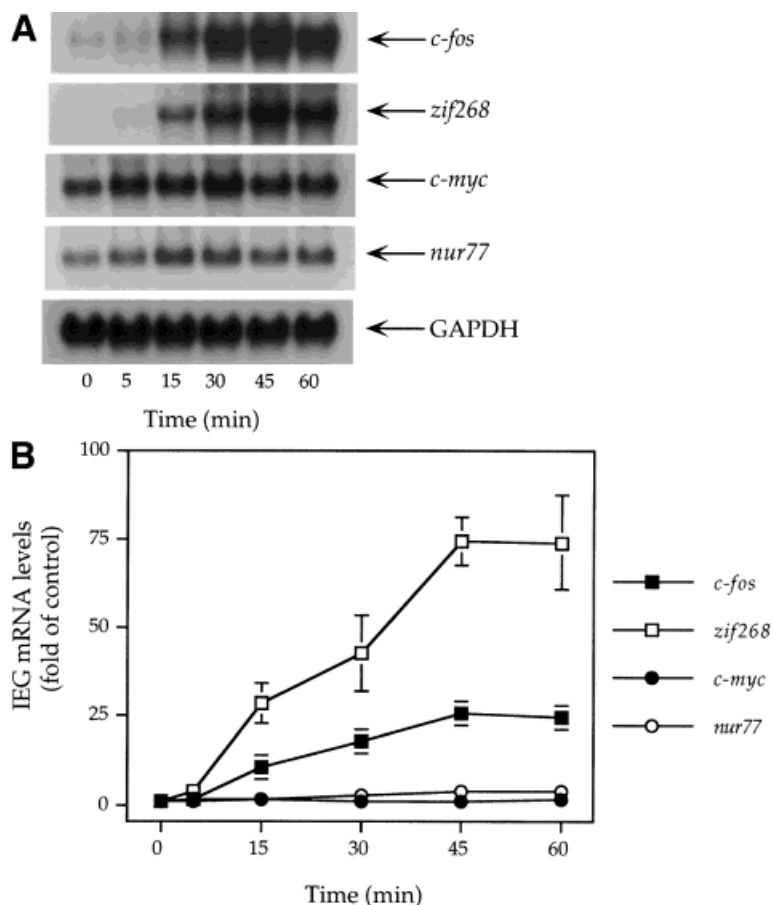 A
c-fos
zif268
c-myc
nur77
GAPDH
0 5 15 30 45 60
Time (min)
B
IEG mRNA levels
(fold of control)
100
75
50
25
0
0 15 30 45 60
Time (min)
c-fos
zif268
c-myc
nur77